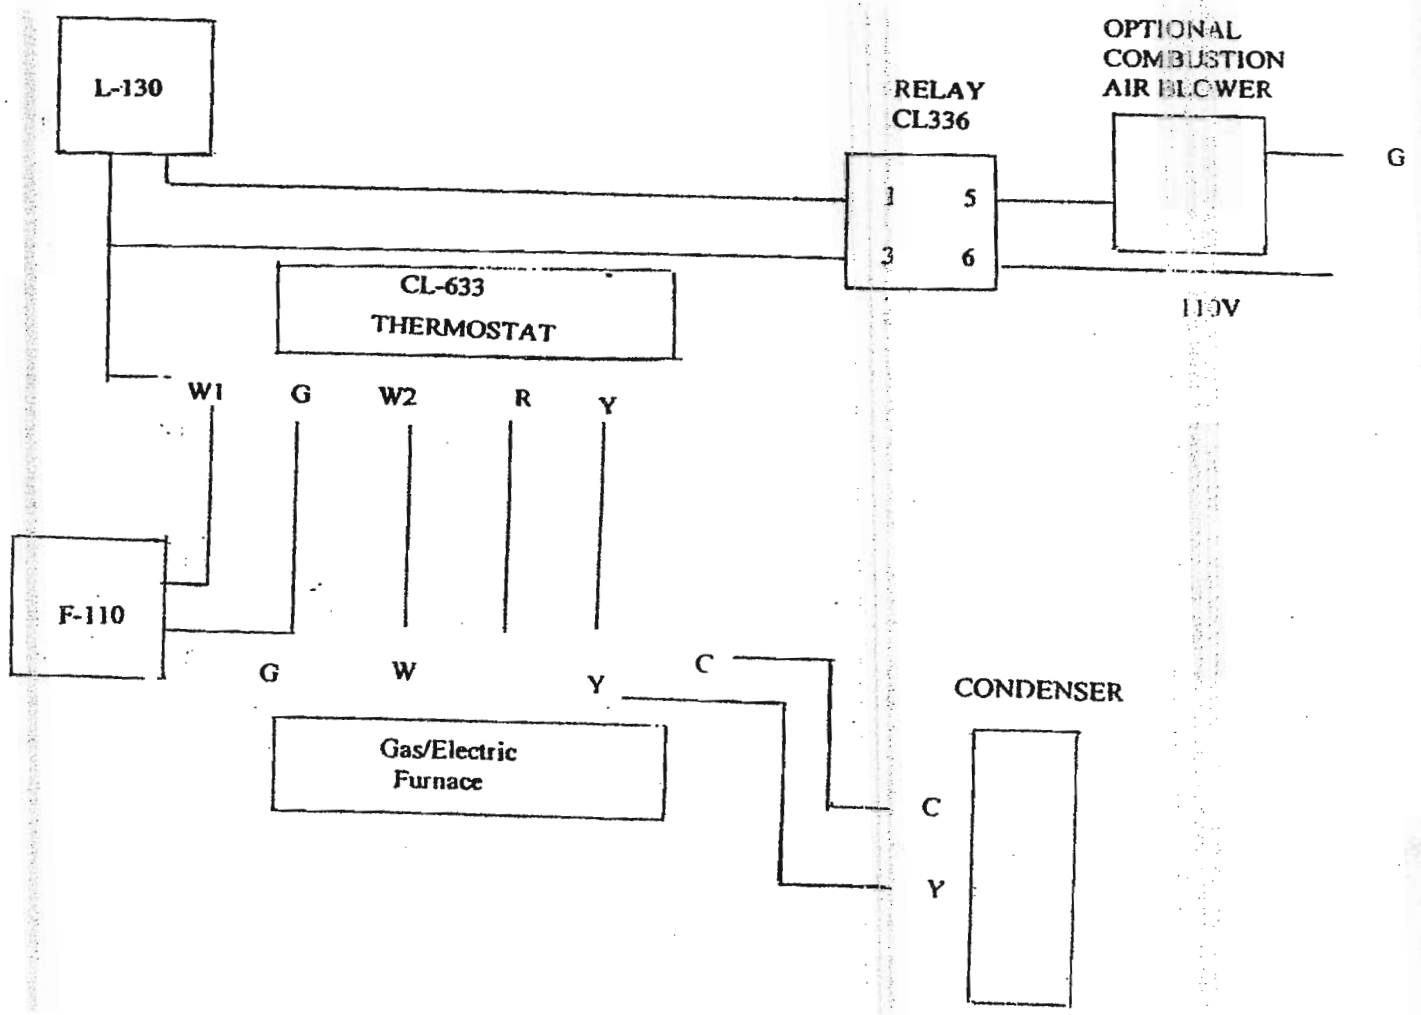 OPTIONAL
COMBUSTION
AIR BLOWER
L-130
RELAY
CL336
G
1 5
3 6
CL-633
THERMOSTAT
110V
W1 G W2 R Y
F-110
G W Y C
CONDENSER
Gas/Electric
Furnace
C
Y